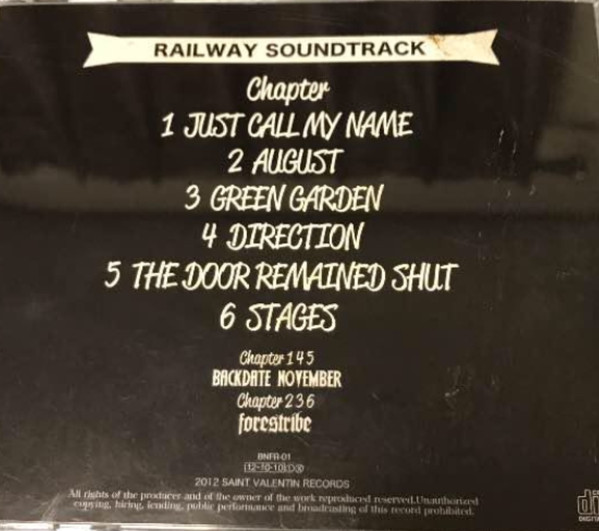 RAILWAY SOUNDTRACK
Chapter
1 JUST CALL MY NAME
2 AUGUST
3 GREEN GARDEN
4 DIRECTION
5 THE DOOR REMAINED SHUT
6 STAGES
Chapter 1 4 5
BACKDATE NOVEMBER
Chapter 2 3 6
forestribe
BNFR-01
2012 SAINT VALENTIN RECORDS
All rights of the producer and of the owner of the work reproduced reserved.Unauthorized
copying, hiring, lending, public performance and broadcasting of this record prohibited.